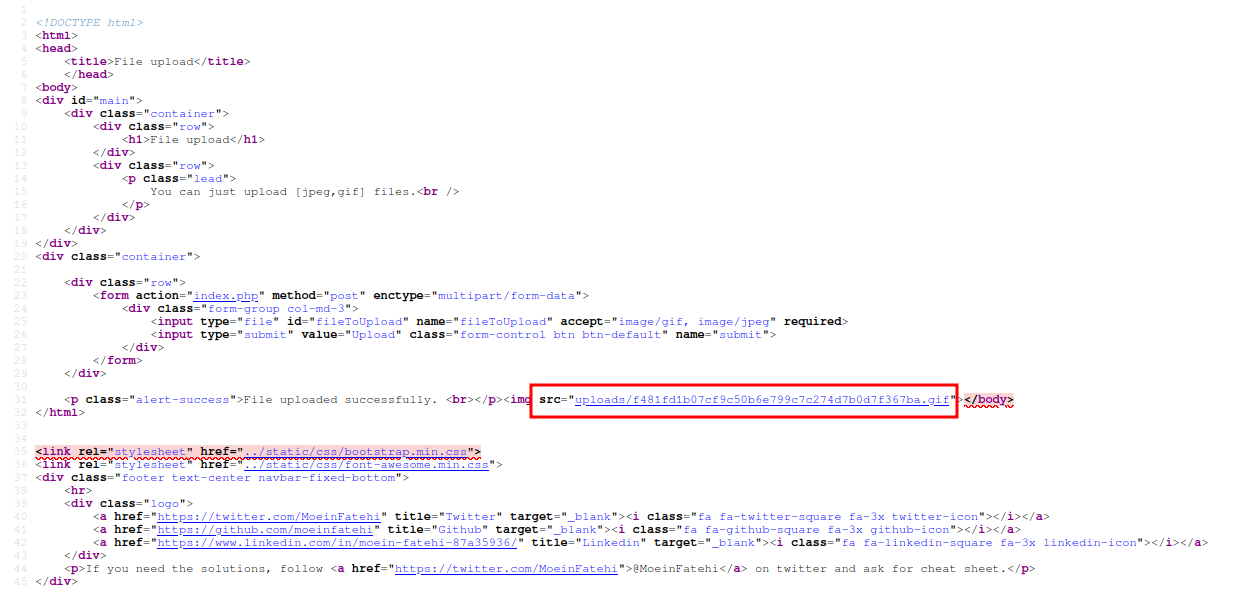 1
2 <!DOCTYPE html>
3 <html>
4 <head>
5     <title>File upload</title>
6     </head>
7 <body>
8 <div id="main">
9     <div class="container">
10         <div class="row">
11             <h1>File upload</h1>
12         </div>
13         <div class="row">
14             <p class="lead">
15                 You can just upload [jpeg,gif] files.<br />
16             </p>
17         </div>
18     </div>
19 </div>
20 <div class="container">
21
22     <div class="row">
23         <form action="index.php" method="post" enctype="multipart/form-data">
24             <div class="form-group col-md-3">
25                 <input type="file" id="fileToUpload" name="fileToUpload" accept="image/gif, image/jpeg" required>
26                 <input type="submit" value="Upload" class="form-control btn btn-default" name="submit">
27             </div>
28         </form>
29     </div>
30
31     <p class="alert-success">File uploaded successfully. <br></p><img src="uploads/f481fd1b07cf9c50b6e799c7c274d7b0d7f367ba.gif"></body>
32 </html>
33
34
35 <link rel="stylesheet" href="../static/css/bootstrap.min.css">
36 <link rel="stylesheet" href="../static/css/font-awesome.min.css">
37 <div class="footer text-center navbar-fixed-bottom">
38     <hr>
39     <div class="logo">
40         <a href="https://twitter.com/MoeinFatehi" title="Twitter" target="_blank"><i class="fa fa-twitter-square fa-3x twitter-icon"></i></a>
41         <a href="https://github.com/moeinfatehi" title="Github" target="_blank"><i class="fa fa-github-square fa-3x github-icon"></i></a>
42         <a href="https://www.linkedin.com/in/moein-fatehi-87a35936/" title="Linkedin" target="_blank"><i class="fa fa-linkedin-square fa-3x linkedin-icon"></i></a>
43     </div>
44     <p>If you need the solutions, follow <a href="https://twitter.com/MoeinFatehi">@MoeinFatehi</a> on twitter and ask for cheat sheet.</p>
45 </div>